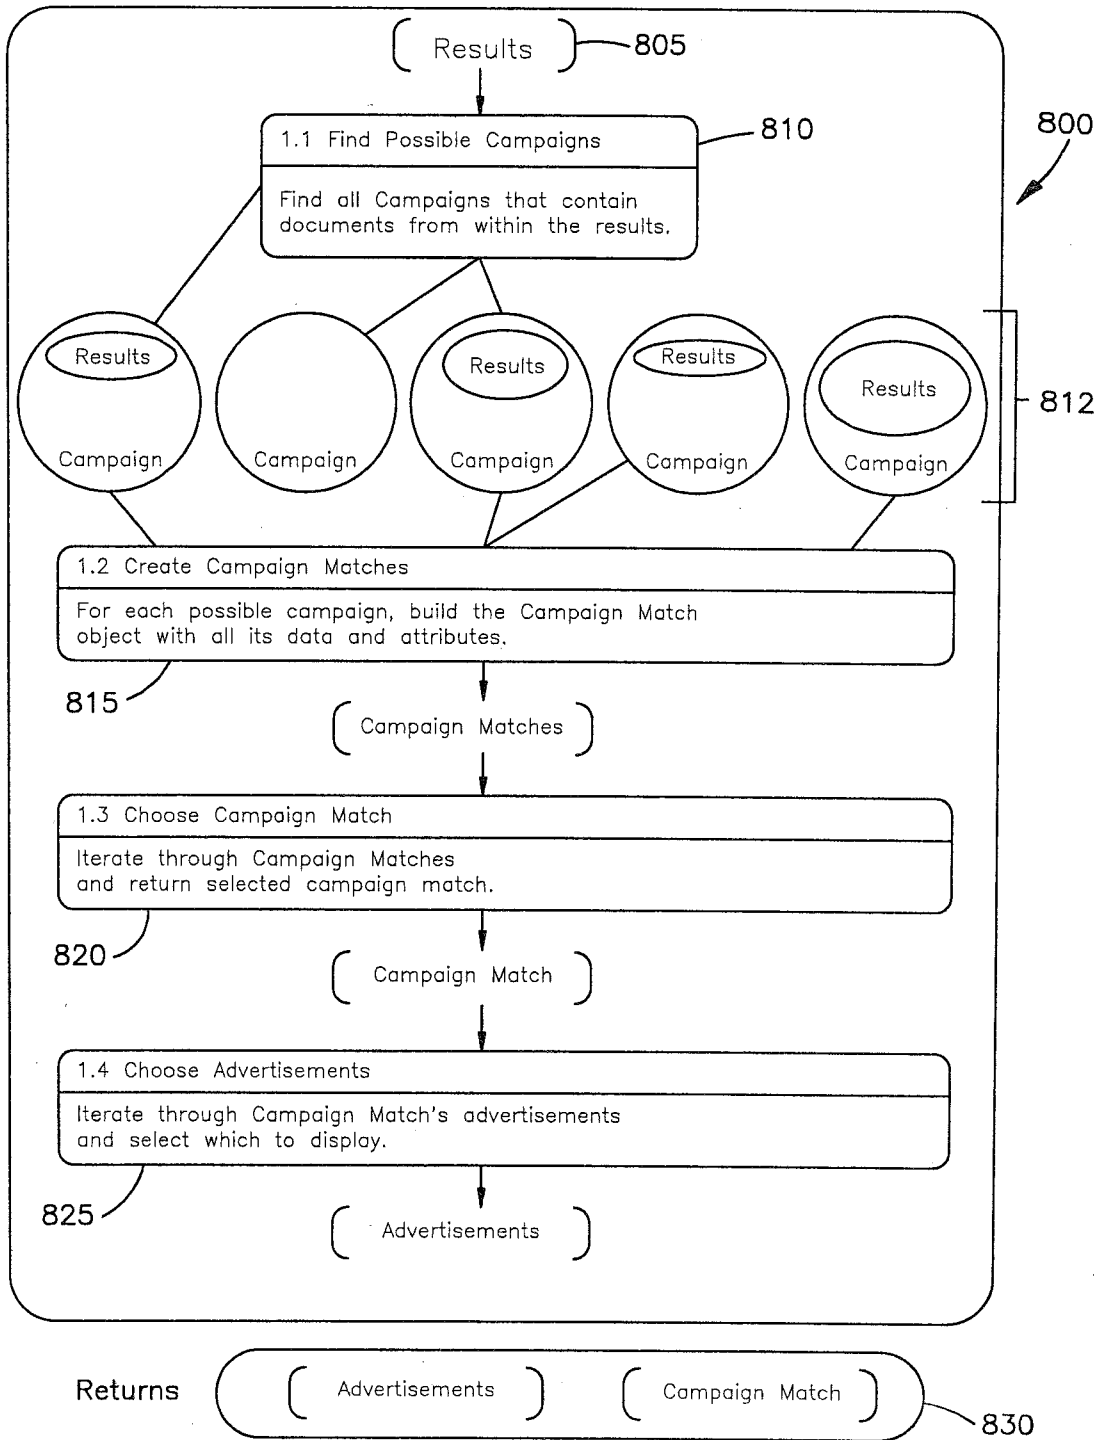 Results
805
1.1 Find Possible Campaigns
810
800
Find all Campaigns that contain
documents from within the results.
Results
Results
Results
Results
812
Campaign
Campaign
Campaign
Campaign
Campaign
1.2 Create Campaign Matches
For each possible campaign, build the Campaign Match
object with all its data and attributes.
815
Campaign Matches
1.3 Choose Campaign Match
Iterate through Campaign Matches
and return selected campaign match.
820
Campaign Match
1.4 Choose Advertisements
Iterate through Campaign Match's advertisements
and select which to display.
825
Advertisements
Returns
Advertisements
Campaign Match
830